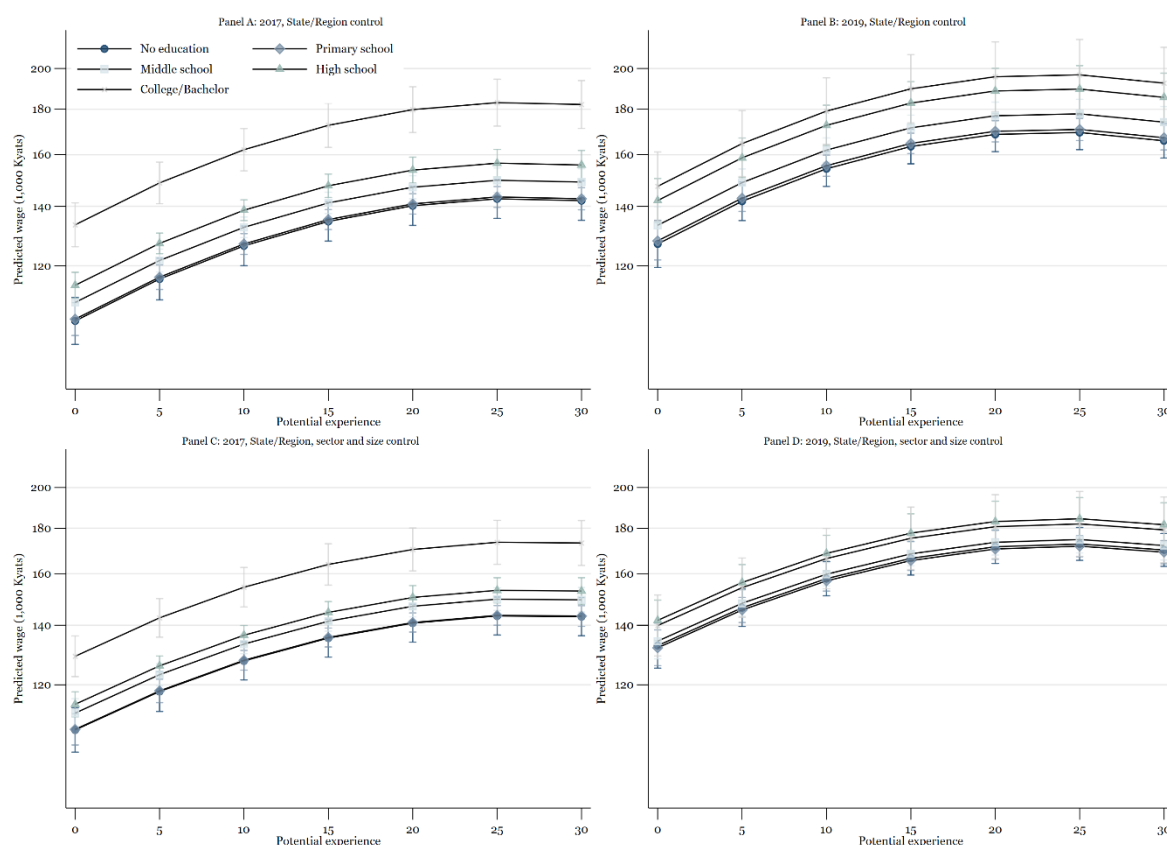 Panel A: 2017, State/Region control
No education
Primary school
Middle school
High school
College/Bachelor
Predicted wage (1,000 Kyats)
200
180
160
140
120
0 5 10 15 20 25 30
Potential experience
Panel B: 2019, State/Region control
Predicted wage (1,000 Kyats)
200
180
160
140
120
0 5 10 15 20 25 30
Potential experience
Panel C: 2017, State/Region, sector and size control
Predicted wage (1,000 Kyats)
200
180
160
140
120
0 5 10 15 20 25 30
Potential experience
Panel D: 2019, State/Region, sector and size control
Predicted wage (1,000 Kyats)
200
180
160
140
120
0 5 10 15 20 25 30
Potential experience